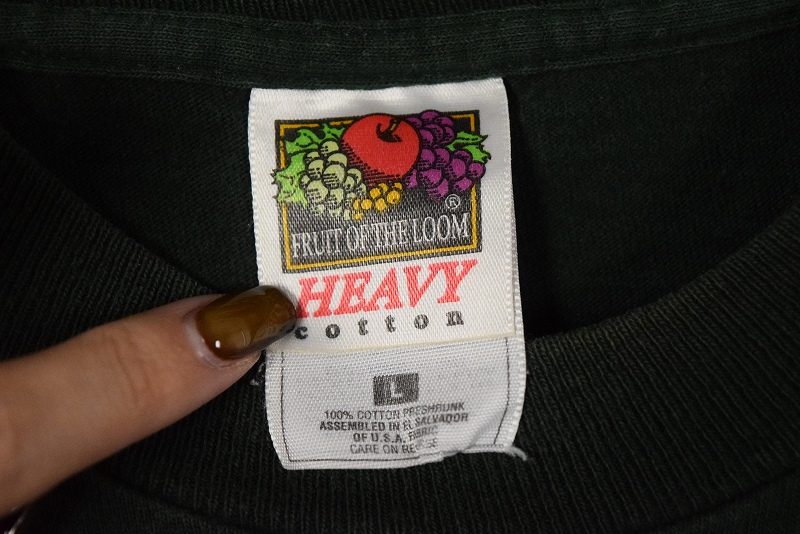 ®
FRUIT OF THE LOOM
HEAVY
cotton
L
100% COTTON PRESHRUNK
ASSEMBLED IN EL SALVADOR
OF U.S.A. FABRIC
CARE ON REVERSE